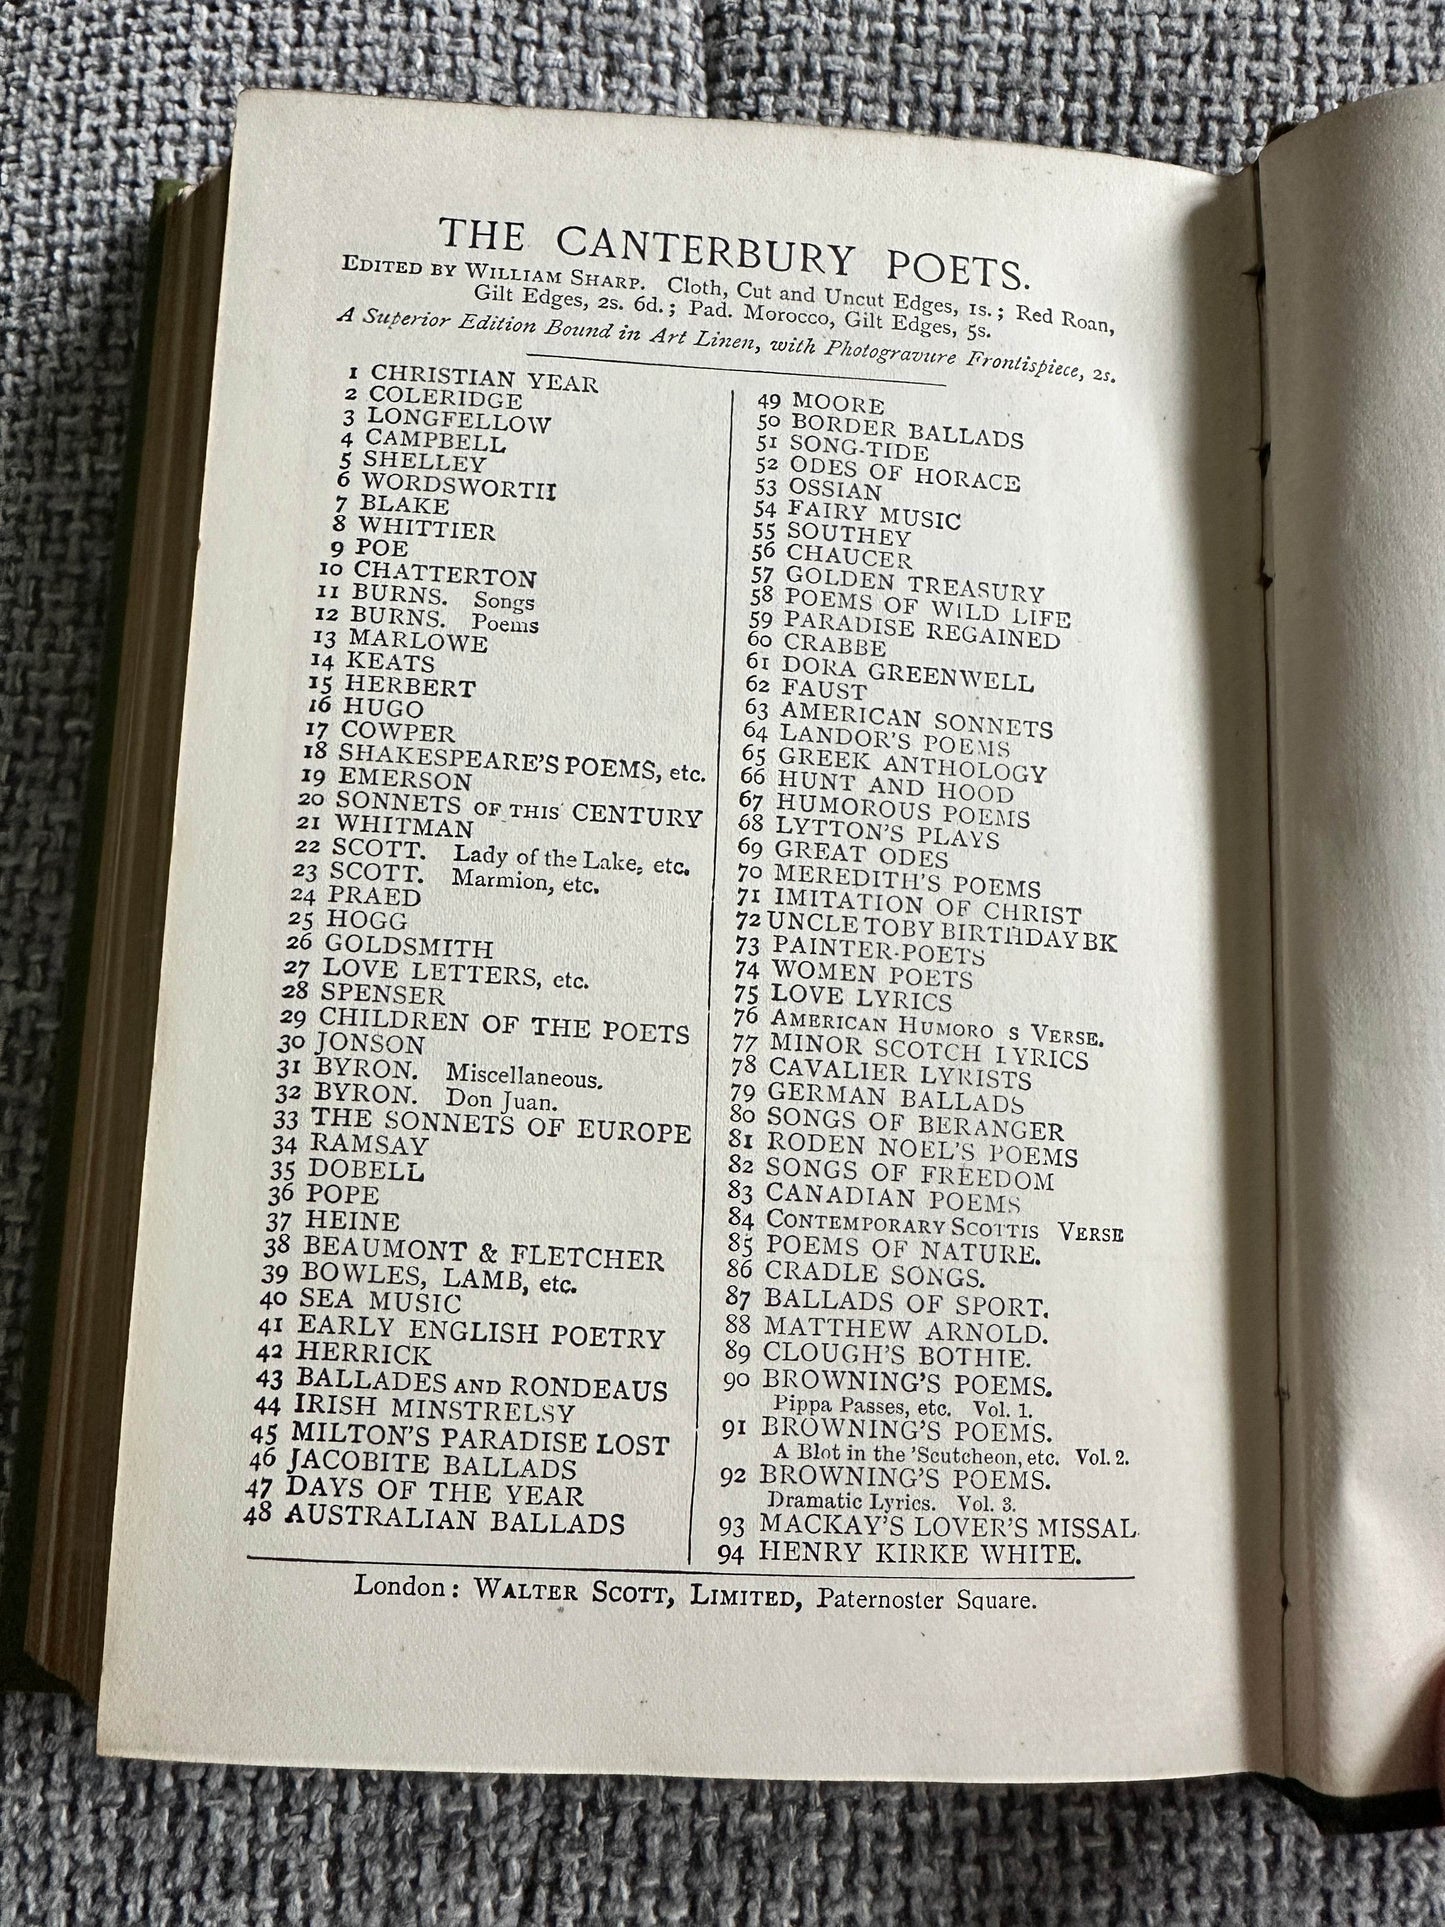 THE CANTERBURY POETS.
EDITED BY WILLIAM SHARP. Cloth, Cut and Uncut Edges, 1s.; Red Roan,
Gilt Edges, 2s. 6d.; Pad. Morocco, Gilt Edges, 5s.
A Superior Edition Bound in Art Linen, with Photogravure Frontispiece, 2s.
1 CHRISTIAN YEAR
2 COLERIDGE
3 LONGFELLOW
4 CAMPBELL
5 SHELLEY
6 WORDSWORTH
7 BLAKE
8 WHITTIER
9 POE
10 CHATTERTON
11 BURNS. Songs
12 BURNS. Poems
13 MARLOWE
14 KEATS
15 HERBERT
16 HUGO
17 COWPER
18 SHAKESPEARE'S POEMS, etc.
19 EMERSON
20 SONNETS OF THIS CENTURY
21 WHITMAN
22 SCOTT. Lady of the Lake, etc.
23 SCOTT. Marmion, etc.
24 PRAED
25 HOGG
26 GOLDSMITH
27 LOVE LETTERS, etc.
28 SPENSER
29 CHILDREN OF THE POETS
30 JONSON
31 BYRON. Miscellaneous.
32 BYRON. Don Juan.
33 THE SONNETS OF EUROPE
34 RAMSAY
35 DOBELL
36 POPE
37 HEINE
38 BEAUMONT & FLETCHER
39 BOWLES, LAMB, etc.
40 SEA MUSIC
41 EARLY ENGLISH POETRY
42 HERRICK
43 BALLADES AND RONDEAUS
44 IRISH MINSTRELSY
45 MILTON'S PARADISE LOST
46 JACOBITE BALLADS
47 DAYS OF THE YEAR
48 AUSTRALIAN BALLADS
49 MOORE
50 BORDER BALLADS
51 SONG-TIDE
52 ODES OF HORACE
53 OSSIAN
54 FAIRY MUSIC
55 SOUTHEY
56 CHAUCER
57 GOLDEN TREASURY
58 POEMS OF WILD LIFE
59 PARADISE REGAINED
60 CRABBE
61 DORA GREENWELL
62 FAUST
63 AMERICAN SONNETS
64 LANDOR'S POEMS
65 GREEK ANTHOLOGY
66 HUNT AND HOOD
67 HUMOROUS POEMS
68 LYTTON'S PLAYS
69 GREAT ODES
70 MEREDITH'S POEMS
71 IMITATION OF CHRIST
72 UNCLE TOBY BIRTHDAY BK
73 PAINTER-POETS
74 WOMEN POETS
75 LOVE LYRICS
76 AMERICAN HUMORO S VERSE.
77 MINOR SCOTCH LYRICS
78 CAVALIER LYRISTS
79 GERMAN BALLADS
80 SONGS OF BERANGER
81 RODEN NOEL'S POEMS
82 SONGS OF FREEDOM
83 CANADIAN POEMS
84 CONTEMPORARY SCOTTIS VERSE
85 POEMS OF NATURE.
86 CRADLE SONGS.
87 BALLADS OF SPORT.
88 MATTHEW ARNOLD.
89 CLOUGH'S BOTHIE.
90 BROWNING'S POEMS.
Pippa Passes, etc. Vol. 1.
91 BROWNING'S POEMS.
A Blot in the 'Scutcheon, etc. Vol. 2.
92 BROWNING'S POEMS.
Dramatic Lyrics. Vol. 3.
93 MACKAY'S LOVER'S MISSAL
94 HENRY KIRKE WHITE.
London: WALTER SCOTT, LIMITED, Paternoster Square.